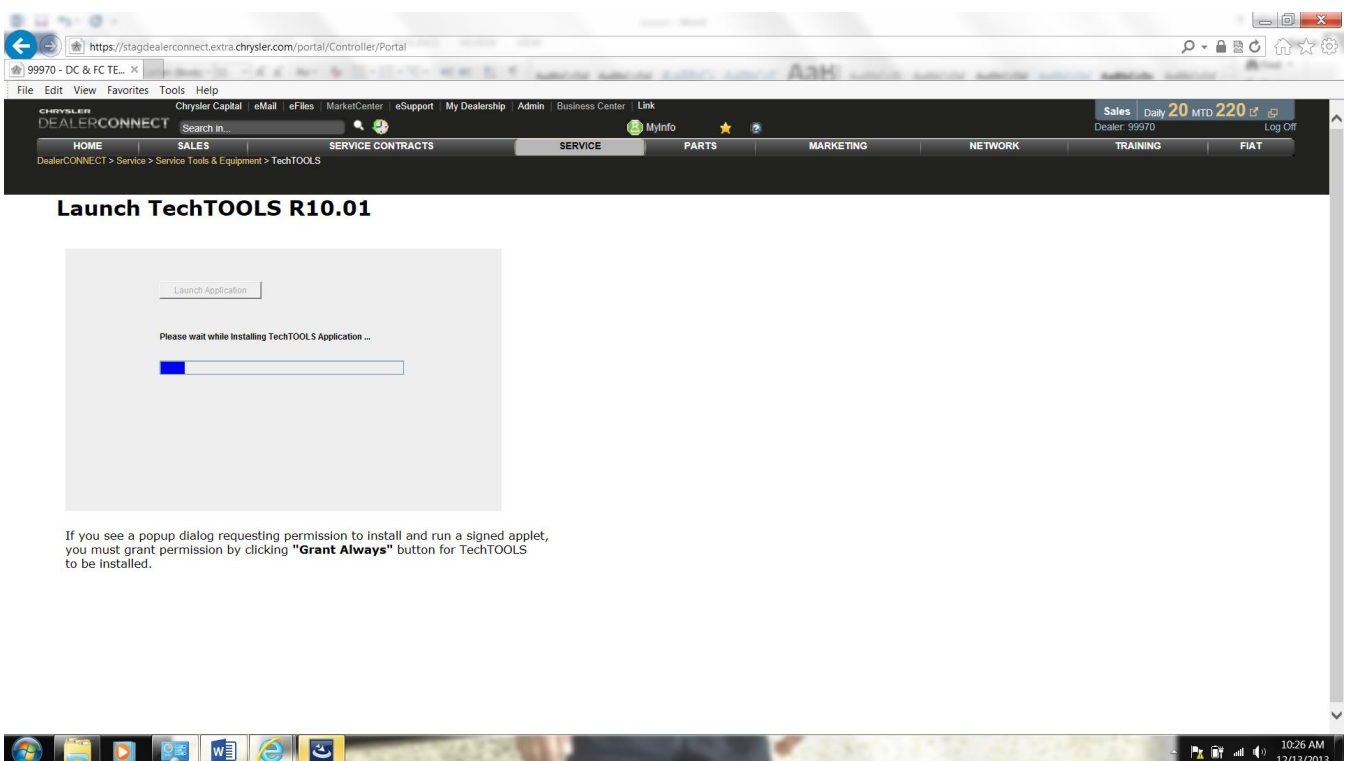 https://stagdealerconnect.extra.chrysler.com/portal/Controller/Portal
99970 - DC & FC TE...
File Edit View Favorites Tools Help
CHRYSLER
DEALERCONNECT
Chrysler Capital eMail eFiles MarketCenter eSupport My Dealership Admin Business Center Link
Search in...
MyInfo
Sales Daily 20 MTD 220
Dealer: 99970 Log Off
HOME SALES SERVICE CONTRACTS SERVICE PARTS MARKETING NETWORK TRAINING FIAT
DealerCONNECT > Service > Service Tools & Equipment > TechTOOLS
Launch TechTOOLS R10.01
Launch Application
Please wait while Installing TechTOOLS Application ...
If you see a popup dialog requesting permission to install and run a signed applet,
you must grant permission by clicking "Grant Always" button for TechTOOLS
to be installed.
10:26 AM
12/13/2013